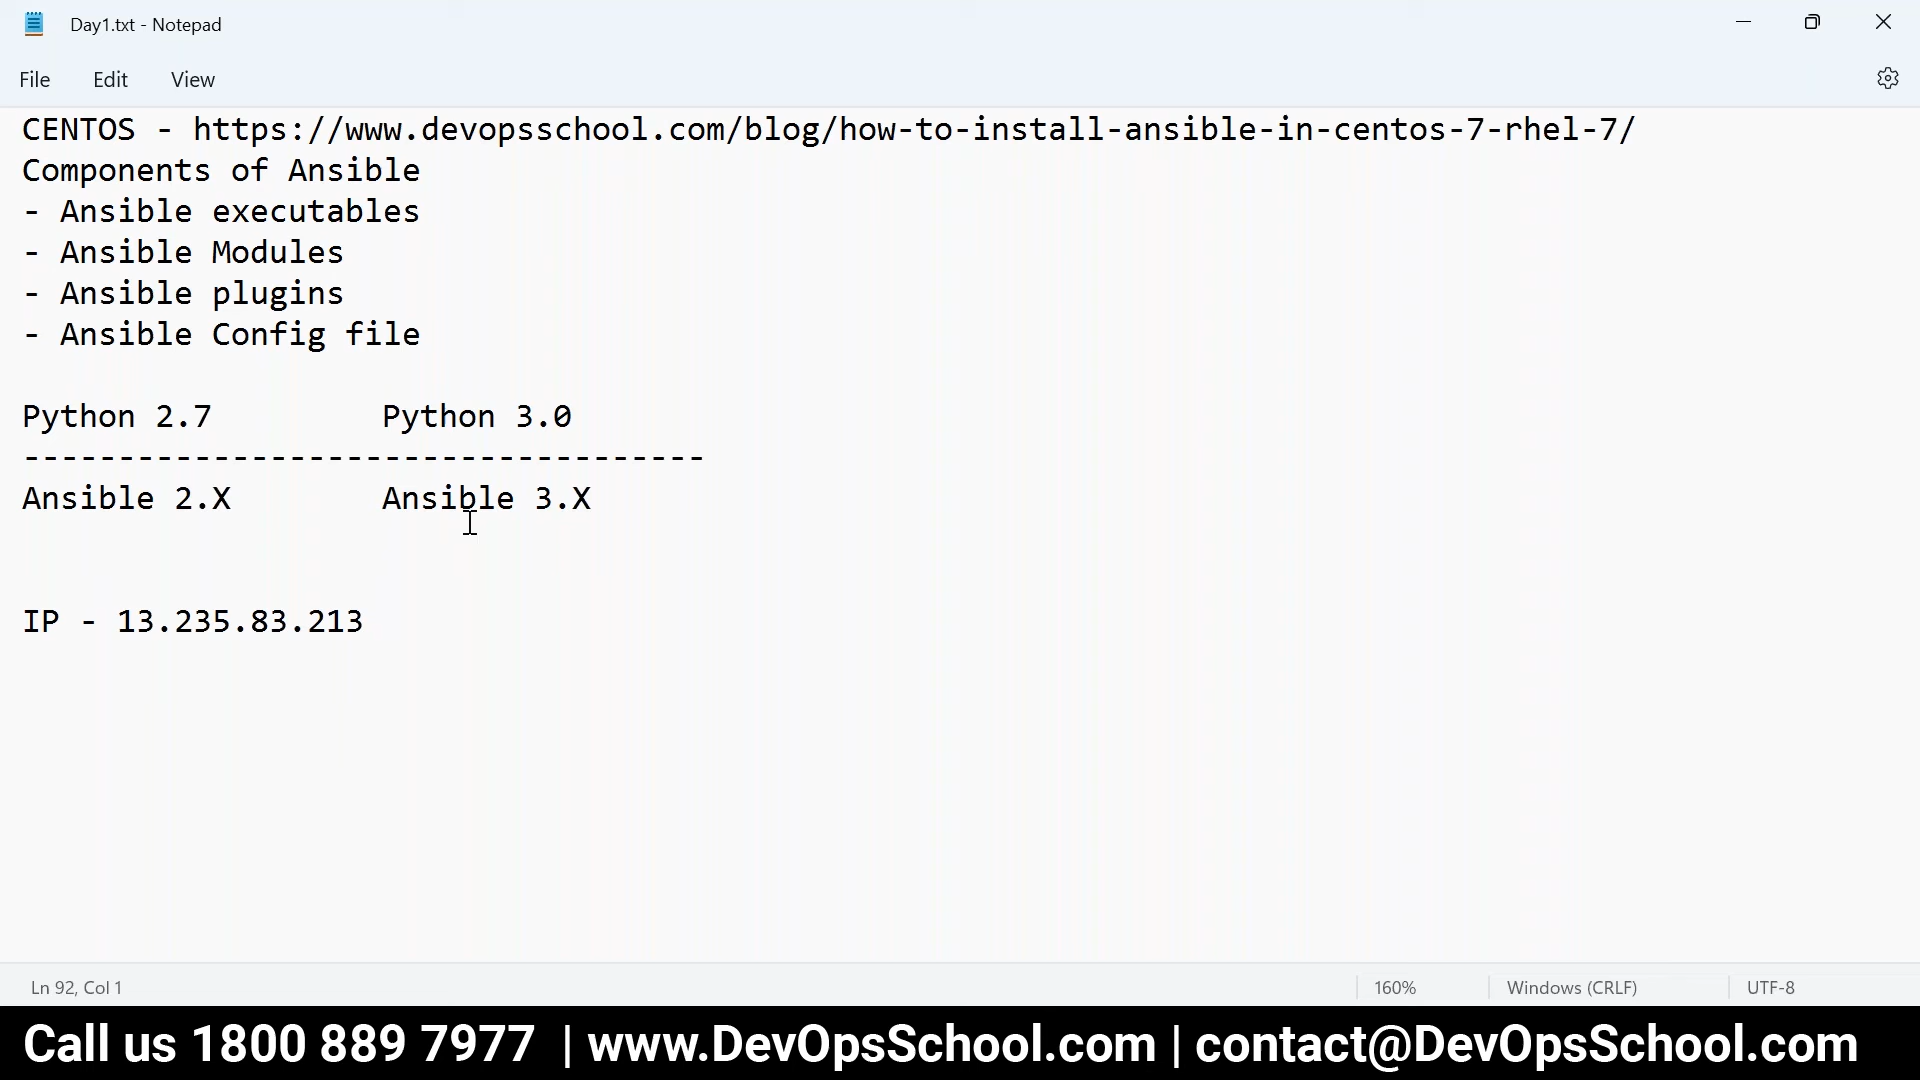 Day1.txt - Notepad
File Edit View
CENTOS - https://www.devopsschool.com/blog/how-to-install-ansible-in-centos-7-rhel-7/
Components of Ansible
- Ansible executables
- Ansible Modules
- Ansible plugins
- Ansible Config file
Python 2.7 Python 3.0
------------------------------------
Ansible 2.X Ansible 3.X
IP - 13.235.83.213
Ln 92, Col 1 160% Windows (CRLF) UTF-8
Call us 1800 889 7977 | www.DevOpsSchool.com | contact@DevOpsSchool.com